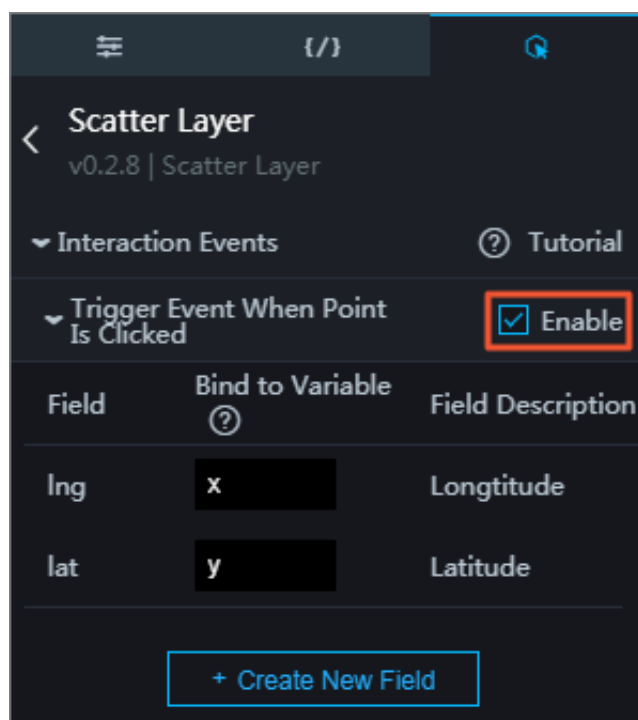 {/}
Scatter Layer
v0.2.8 | Scatter Layer
Interaction Events
Tutorial
Trigger Event When Point
Is Clicked
Enable
Field
Bind to Variable
Field Description
lng
x
Longtitude
lat
y
Latitude
+ Create New Field